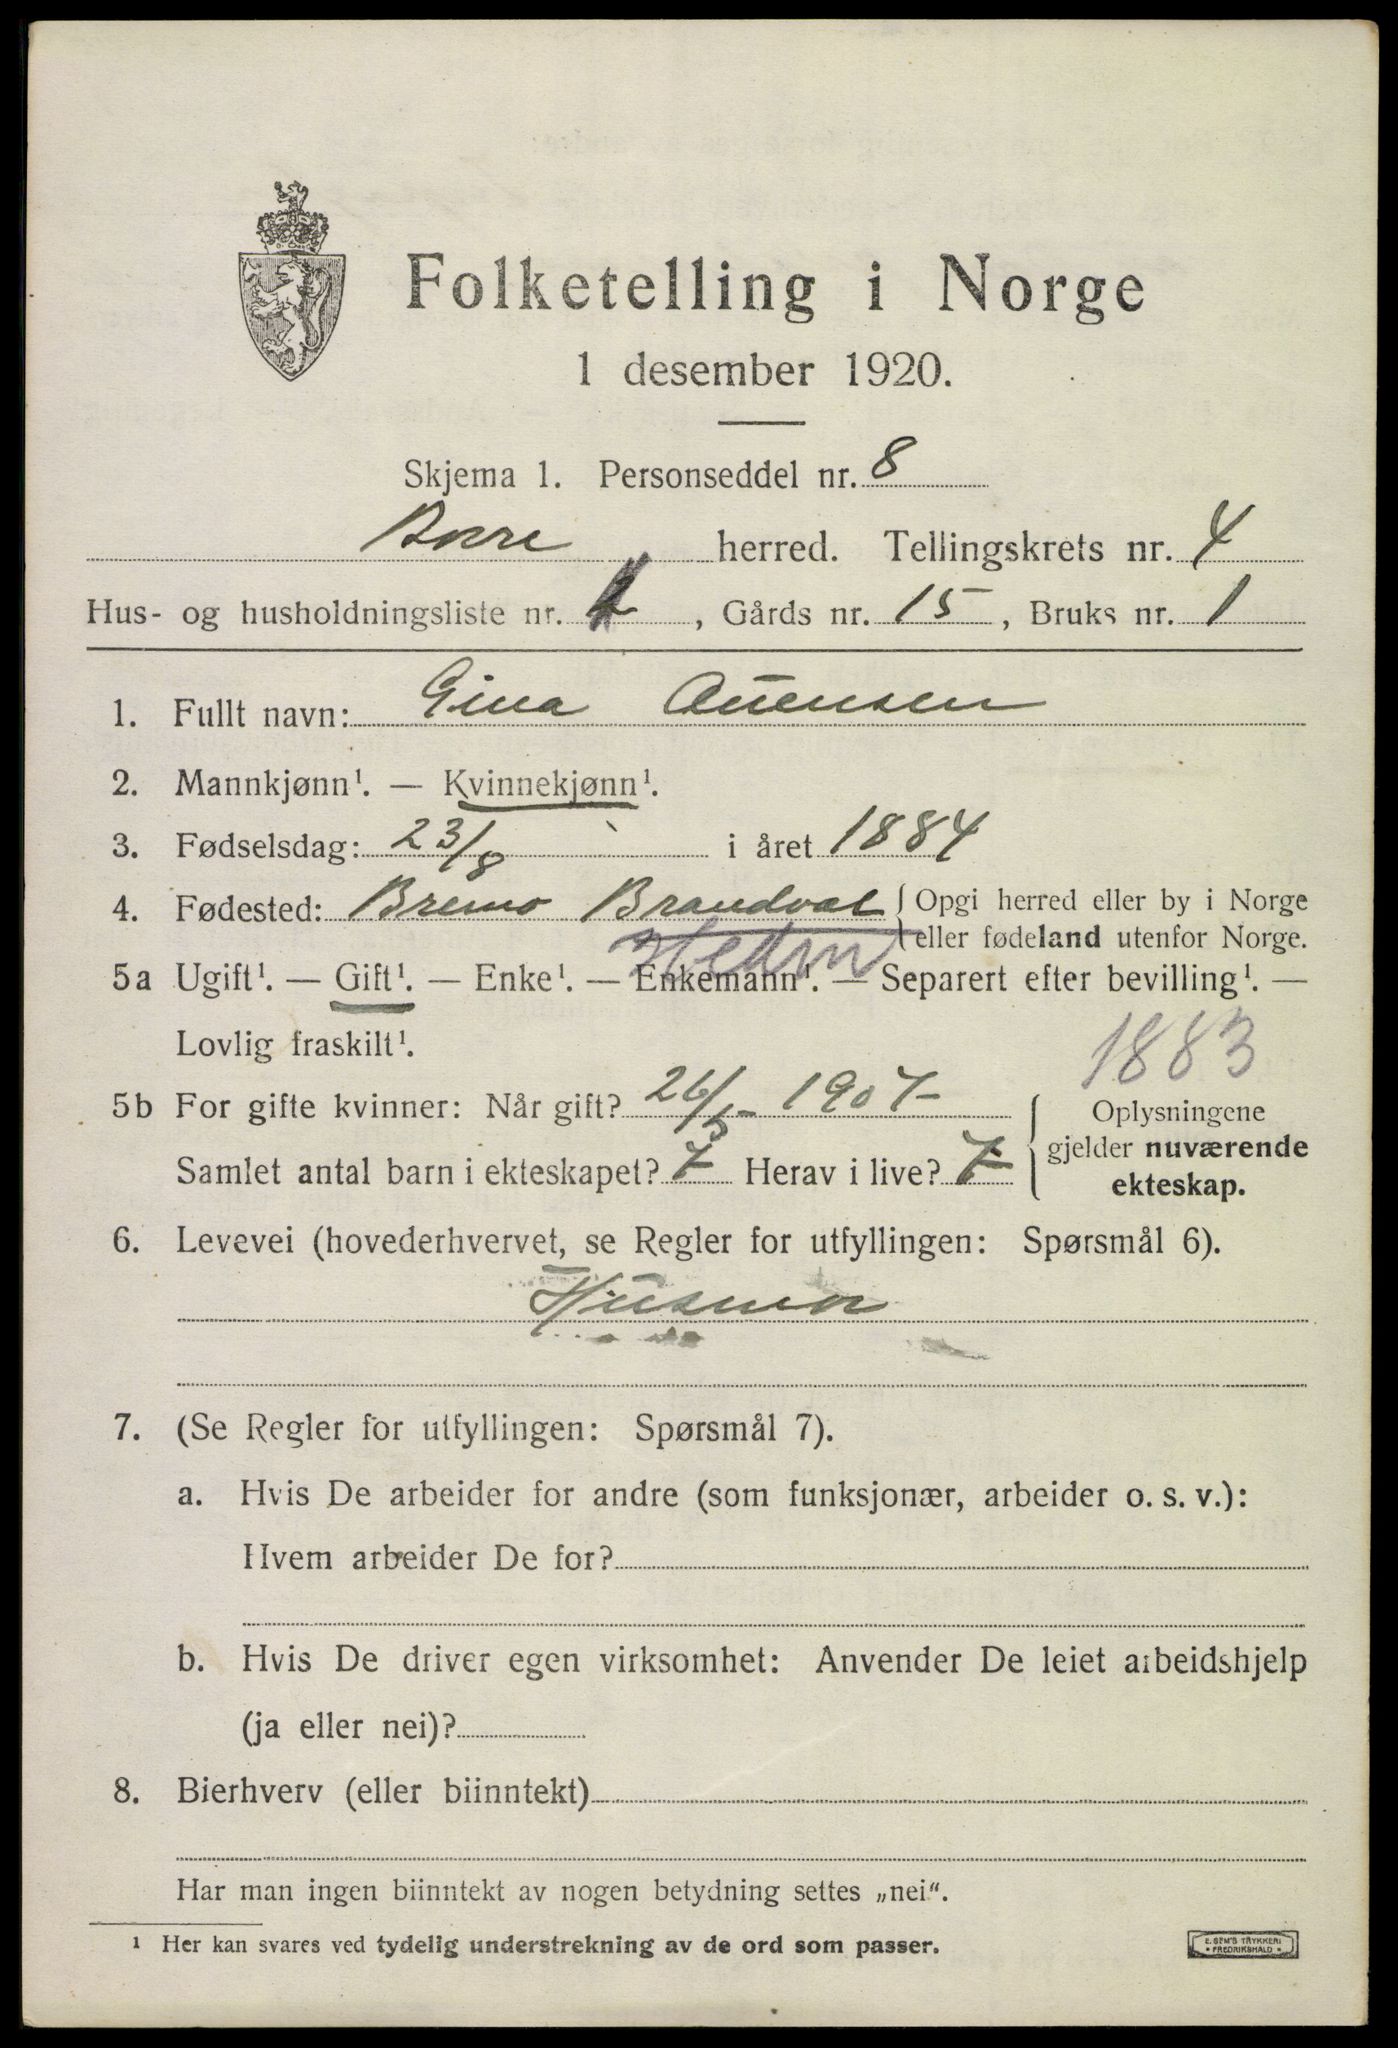 Folketelling i Norge
1 desember 1920.
Skjema 1. Personseddel nr. 8
Borre herred. Tellingskrets nr. 4
Hus- og husholdningsliste nr. 2, Gårds nr. 15, Bruks nr. 1
1. Fullt navn: Gina
2. Mannkjønn¹. — Kvinnekjønn¹.
3. Fødselsdag: 23/8 i året 1884
4. Fødested: Brandval { Opgi herred eller by i Norge
eller fødeland utenfor Norge.
Hedm
5a Ugift¹. — Gift¹. — Enke¹. — Enkemann¹. — Separert efter bevilling¹. —
Lovlig fraskilt¹.
1883
5b For gifte kvinner: Når gift? 26/5 - 1907 -
Samlet antal barn i ekteskapet? 7 Herav i live? 7
{ Oplysningene
gjelder nuværende
ekteskap.
6. Levevei (hovederhvervet, se Regler for utfyllingen: Spørsmål 6).
Husmor
7. (Se Regler for utfyllingen: Spørsmål 7).
a. Hvis De arbeider for andre (som funksjonær, arbeider o. s. v.):
Hvem arbeider De for?
b. Hvis De driver egen virksomhet: Anvender De leiet arbeidshjelp
(ja eller nei)?
8. Bierhverv (eller biinntekt)
Har man ingen biinntekt av nogen betydning settes „nei“.
¹ Her kan svares ved tydelig understrekning av de ord som passer.
E. SEM'S TRYKKERI
• FREDRIKSHALD •